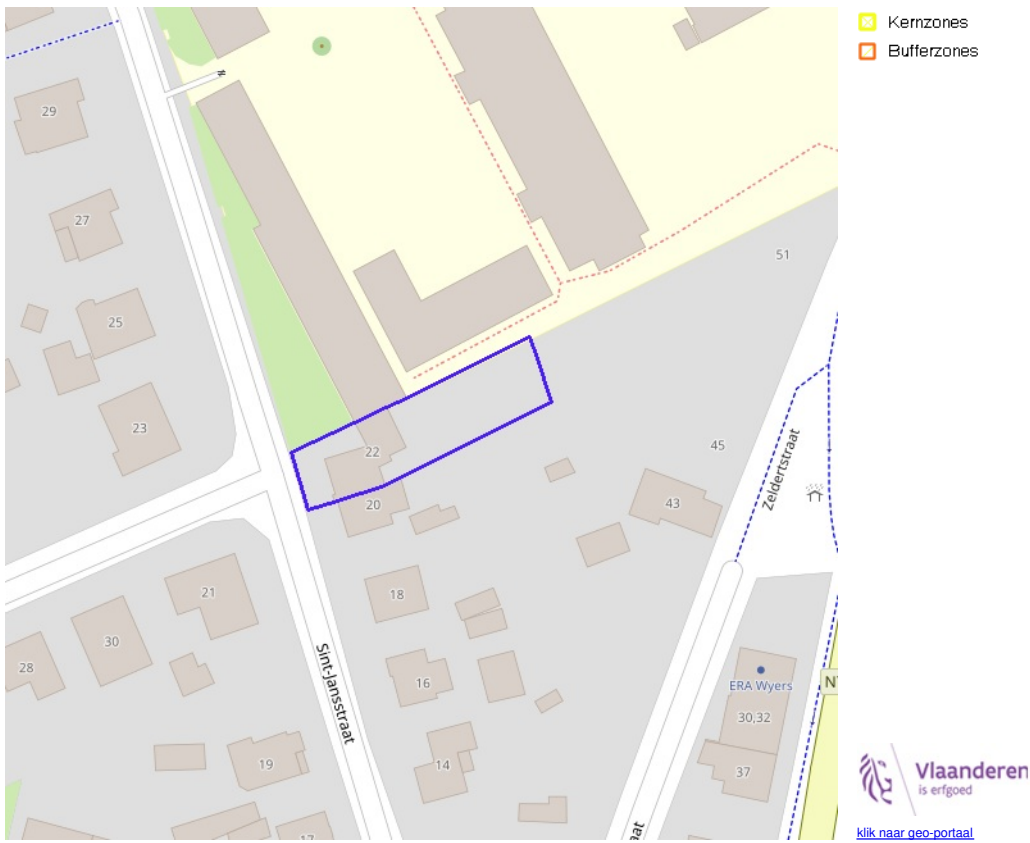 Kernzones
Bufferzones
29
27
25
23
51
22
20
45
43
Zeldertstraat
18
21
30
28
16
Sint-Jansstraat
ERA Wyers
30,32
N
14
19
37
17
aat
Vlaanderen
is erfgoed
klik naar geo-portaal